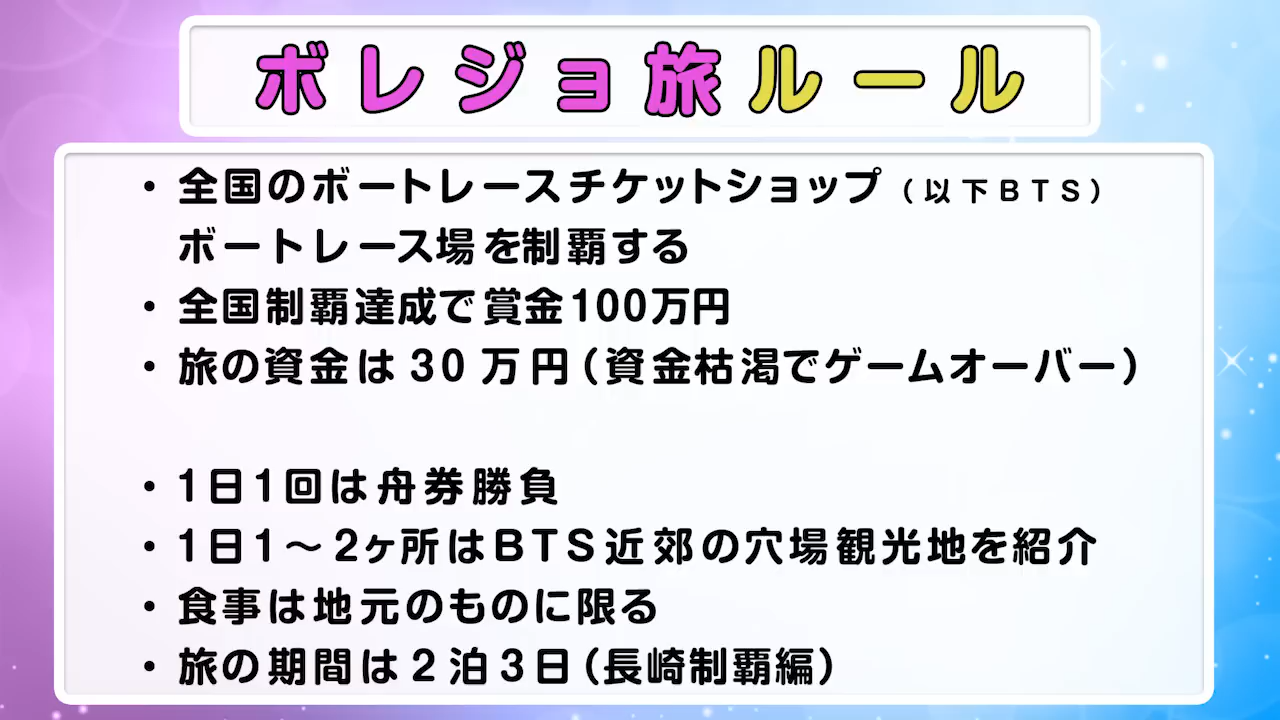 ボレジョ旅ルール
・全国のボートレースチケットショップ(以下BTS)
ボートレース場を制覇する
・全国制覇達成で賞金100万円
・旅の資金は30万円(資金枯渇でゲームオーバー)
・1日1回は舟券勝負
・1日1～2ヶ所はBTS近郊の穴場観光地を紹介
・食事は地元のものに限る
・旅の期間は2泊3日(長崎制覇編)